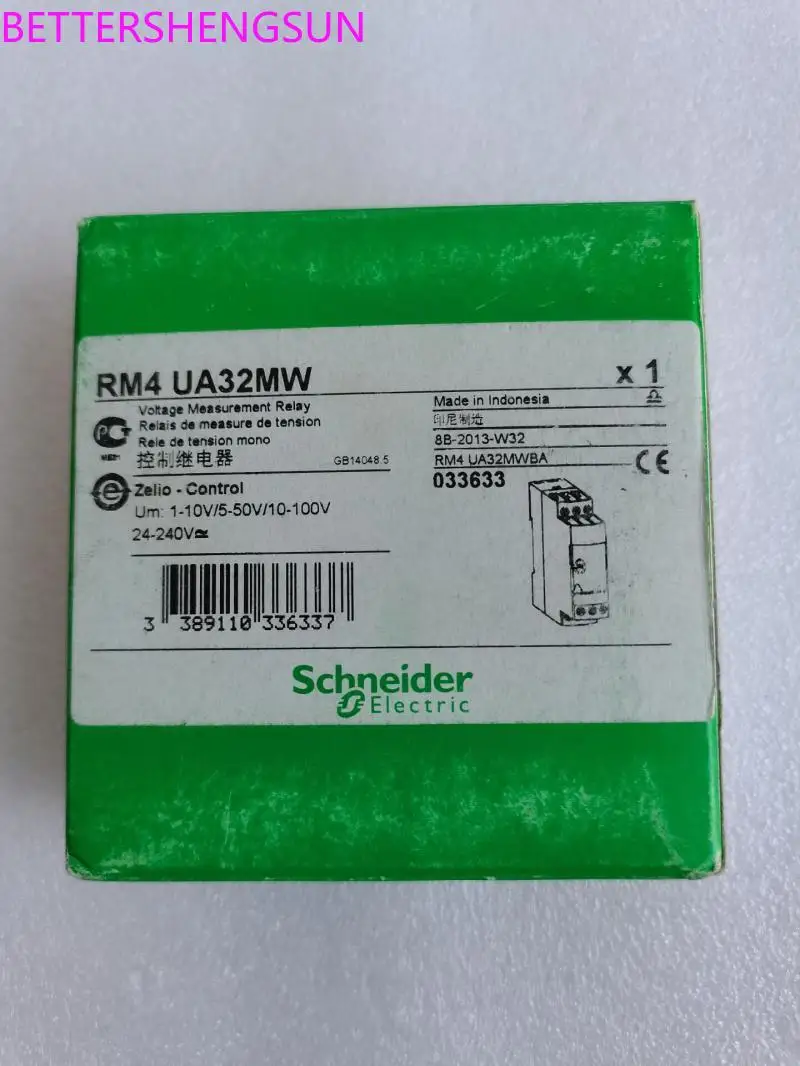 BETTERSHENGSUN
RM4 UA32MW
x 1
Voltage Measurement Relay
Relais de measure de tension
Rele de tension mono
控制继电器
GB14048.5
Zelio - Control
Um: 1-10V/5-50V/10-100V
24-240V≃
Made in Indonesia
印尼制造
8B-2013-W32
RM4 UA32MWBA
033633
CE
3 389110 336337
Schneider
Electric